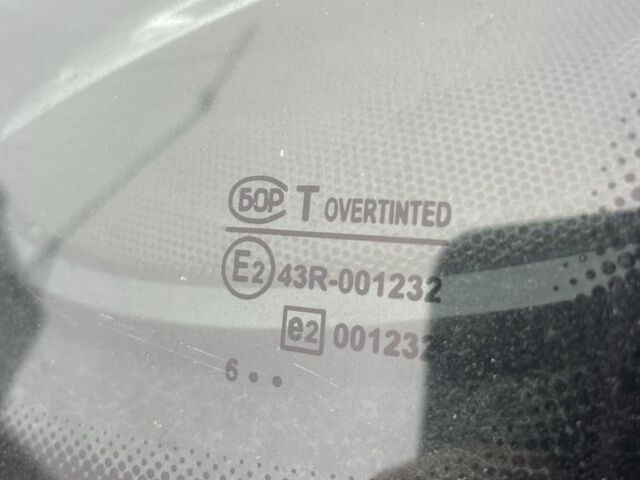 БОР T OVERTINTED
E2 43R-001232
e2 001232
6 • •